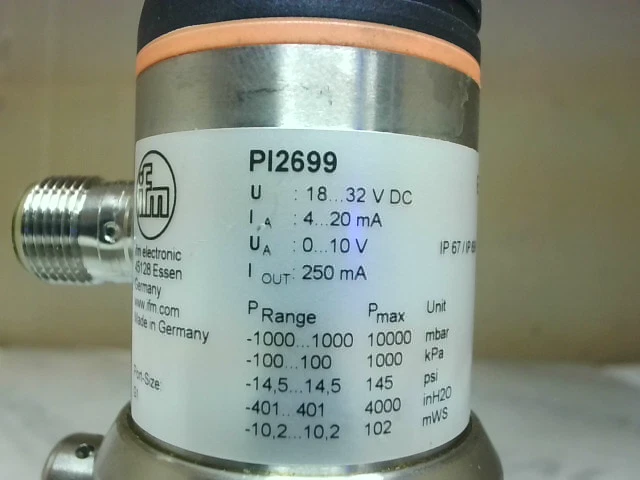 ifm
PI2699
U : 18...32 V DC
I A : 4...20 mA
U A : 0...10 V
I OUT : 250 mA
IP 67 / IP
ifm electronic
45128 Essen
Germany
www.ifm.com
Made in Germany
Port-Size:
P Range P max Unit
-1000...1000 10000 mbar
-100...100 1000 kPa
-14,5...14,5 145 psi
-401...401 4000 inH2O
-10,2...10,2 102 mWS